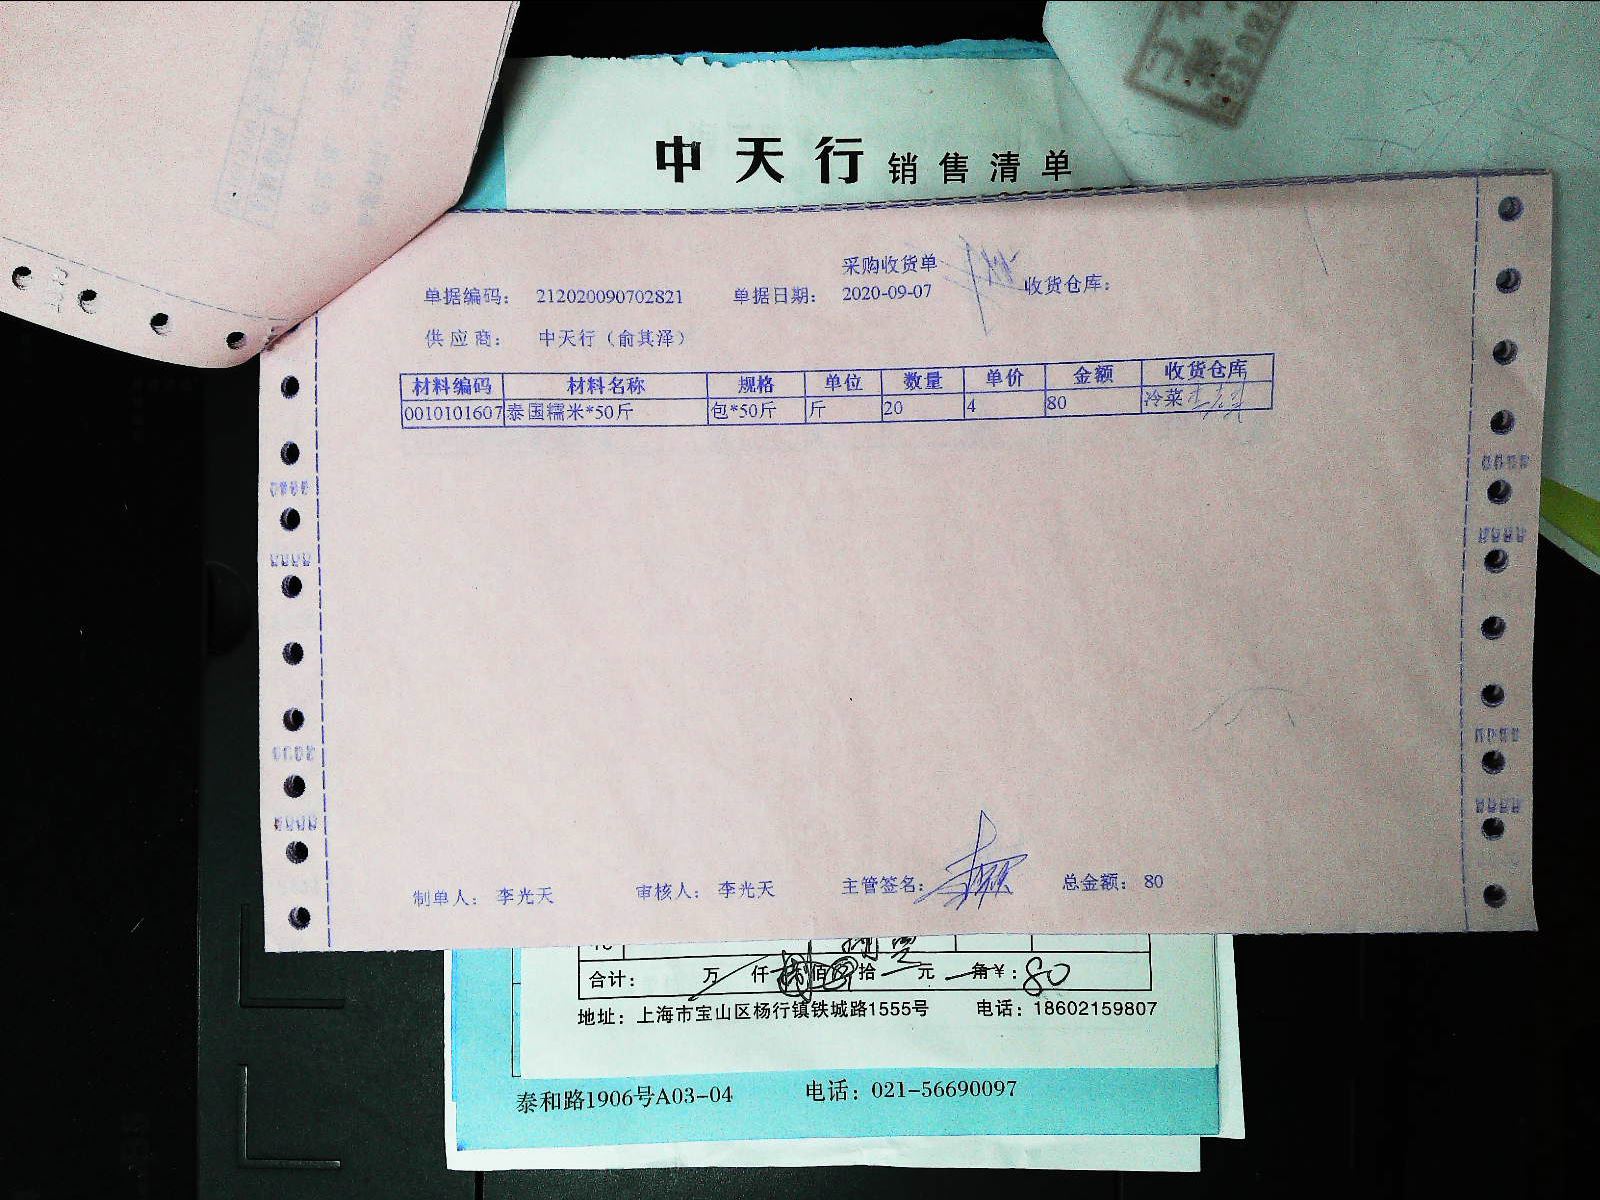 中天行 销售清单
采购收货单
单据编码： 212020090702821 单据日期： 2020-09-07 收货仓库：
供应商： 中天行（俞其泽）
材料编码 材料名称 规格 单位 数量 单价 金额 收货仓库
0010101607 泰国糯米*50斤 包*50斤 斤 20 4 80 冷菜
制单人： 李光天 审核人： 李光天 主管签名： 总金额： 80
合计： 万 仟 佰 拾 元 角 ¥：80
地址：上海市宝山区杨行镇铁城路1555号 电话：18602159807
泰和路1906号A03-04 电话：021-56690097